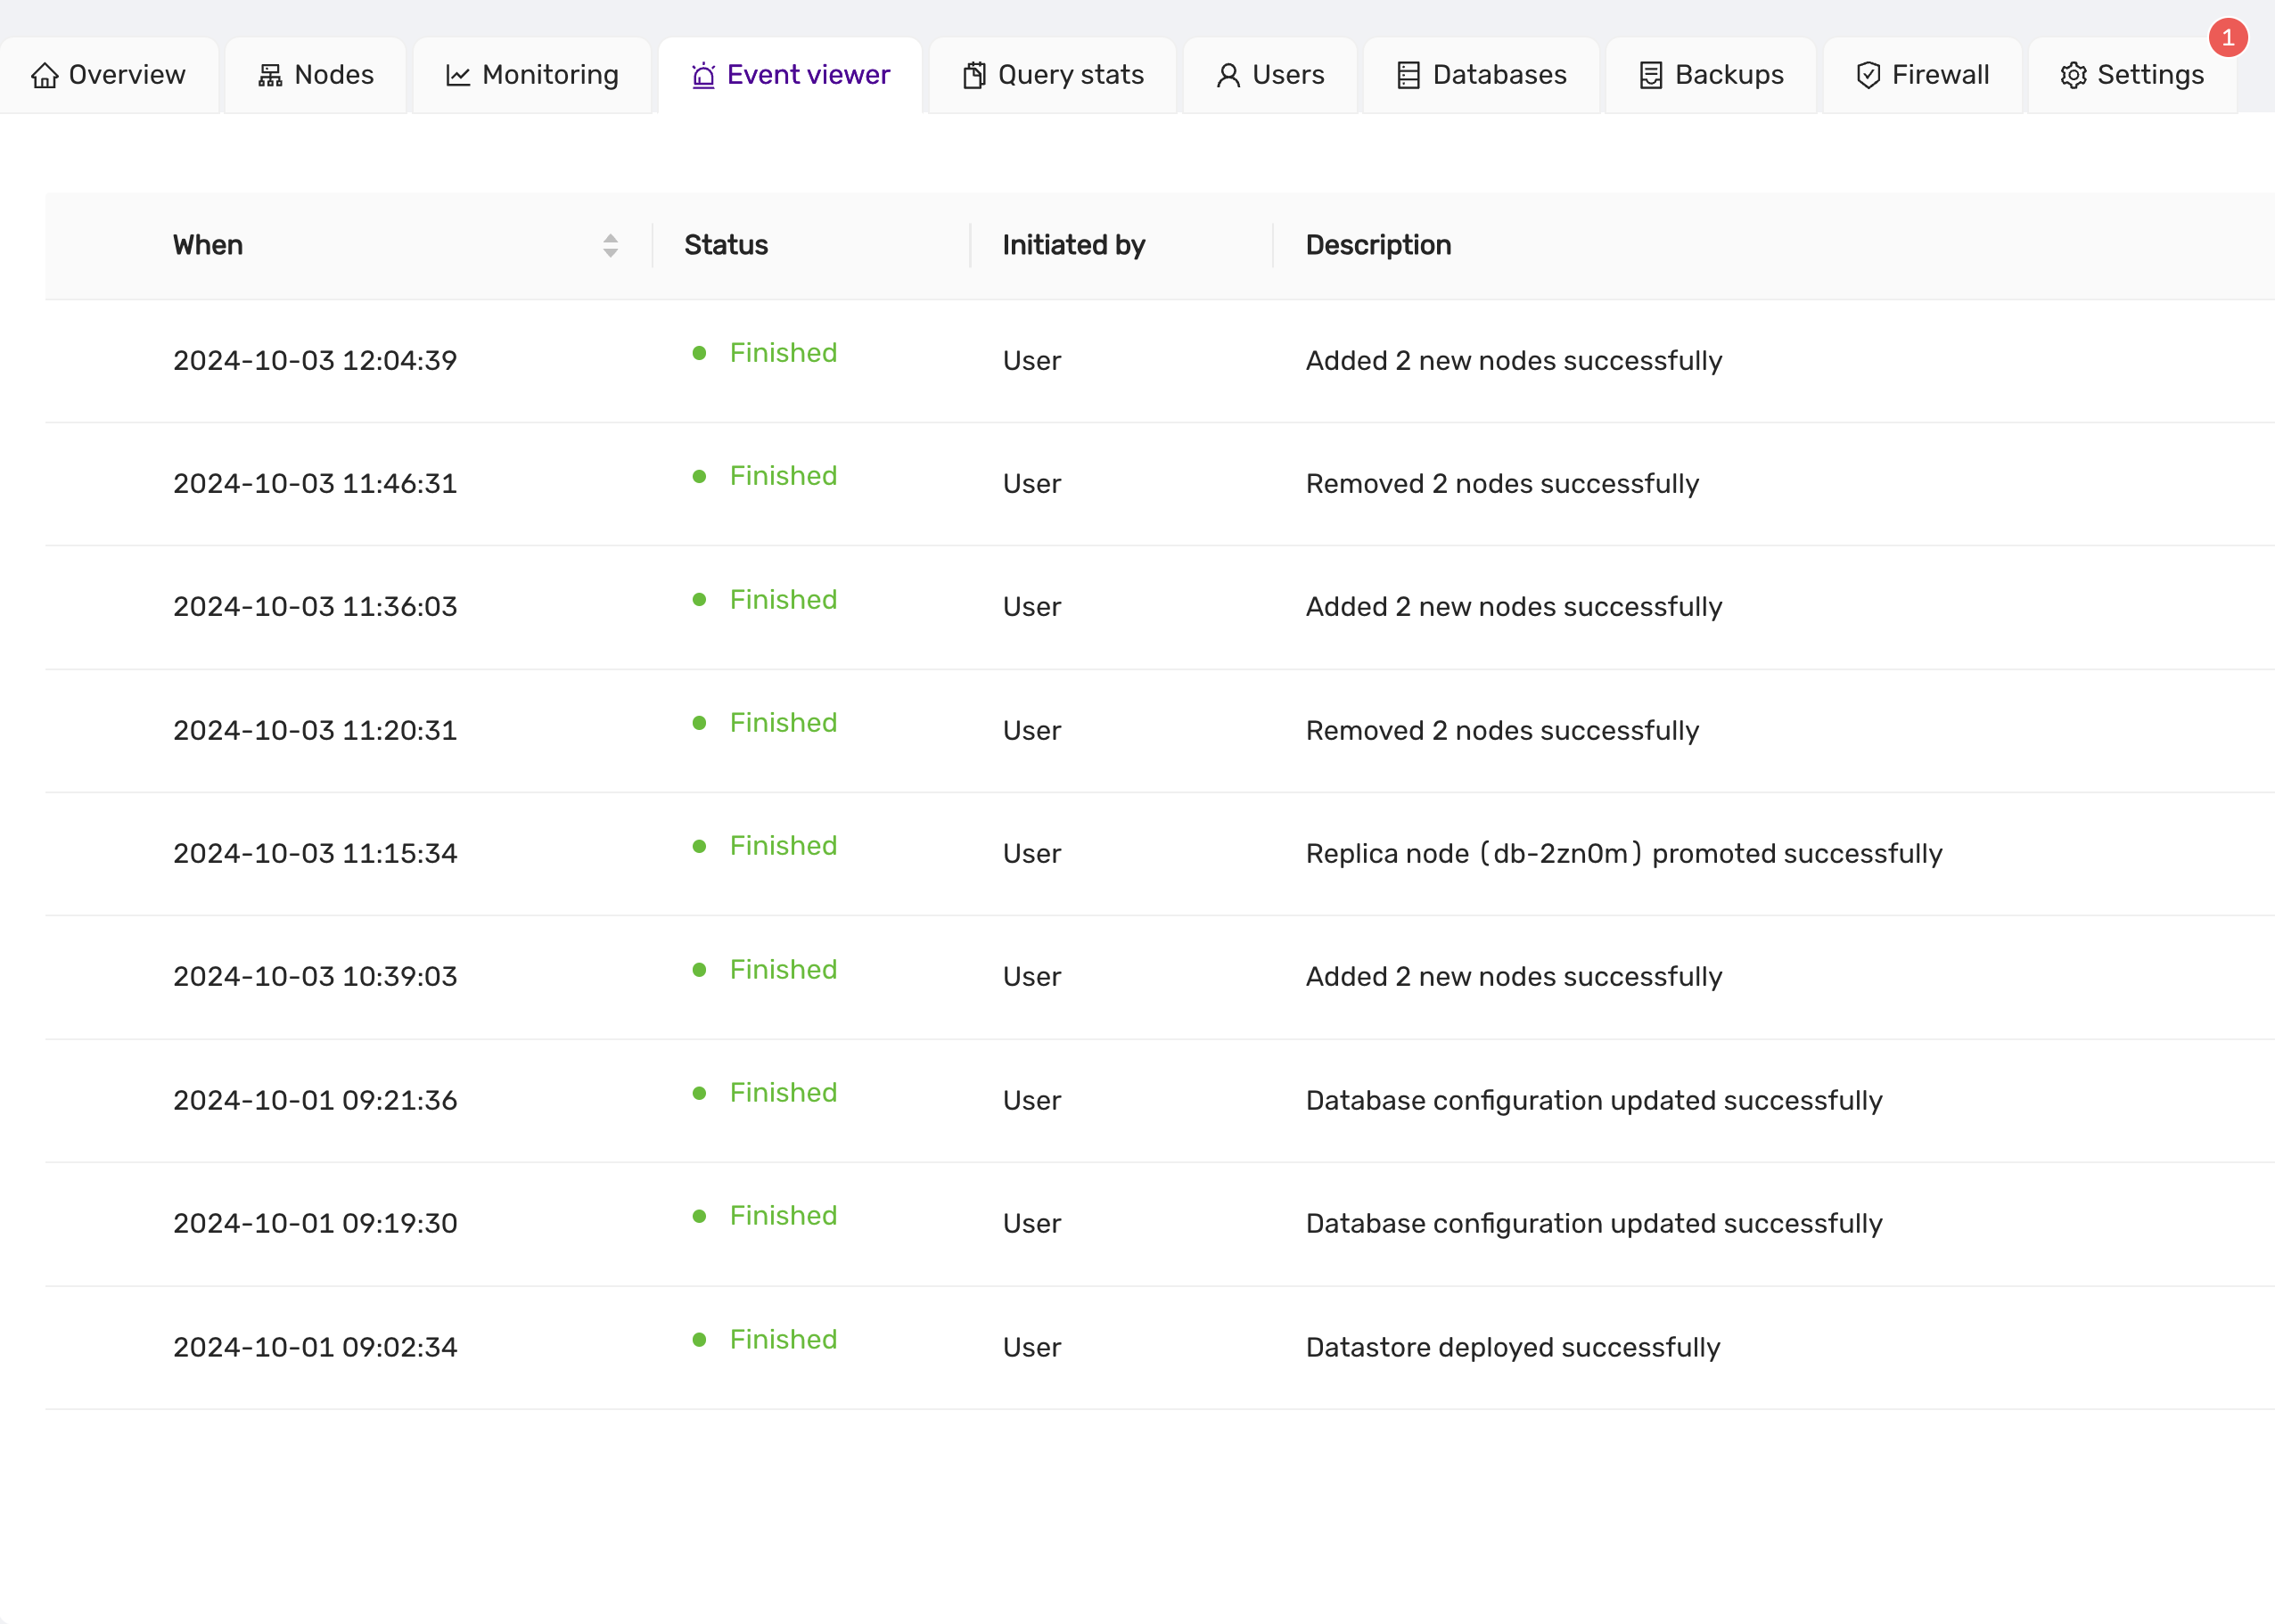 1
Overview Nodes Monitoring Event viewer Query stats Users Databases Backups Firewall Settings
When Status Initiated by Description
2024-10-03 12:04:39 Finished User Added 2 new nodes successfully
2024-10-03 11:46:31 Finished User Removed 2 nodes successfully
2024-10-03 11:36:03 Finished User Added 2 new nodes successfully
2024-10-03 11:20:31 Finished User Removed 2 nodes successfully
2024-10-03 11:15:34 Finished User Replica node (db-2zn0m) promoted successfully
2024-10-03 10:39:03 Finished User Added 2 new nodes successfully
2024-10-01 09:21:36 Finished User Database configuration updated successfully
2024-10-01 09:19:30 Finished User Database configuration updated successfully
2024-10-01 09:02:34 Finished User Datastore deployed successfully